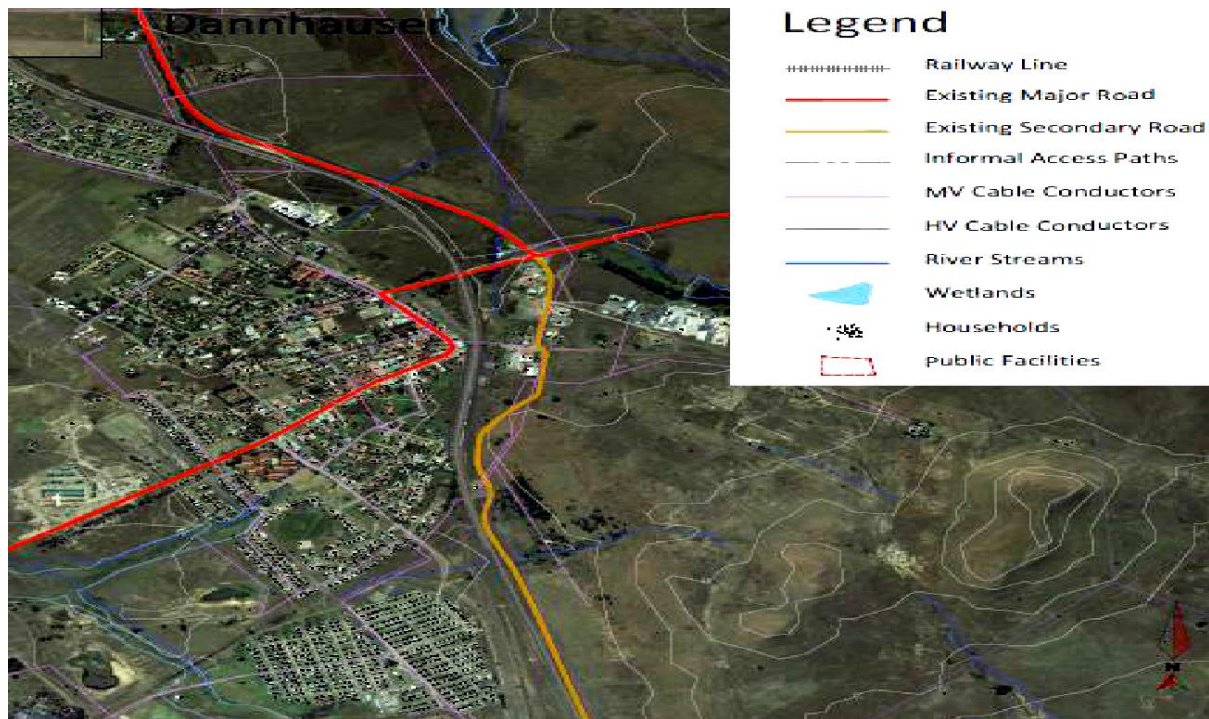 Dannhauser
Legend
Railway Line
Existing Major Road
Existing Secondary Road
Informal Access Paths
MV Cable Conductors
HV Cable Conductors
River Streams
Wetlands
Households
Public Facilities
N